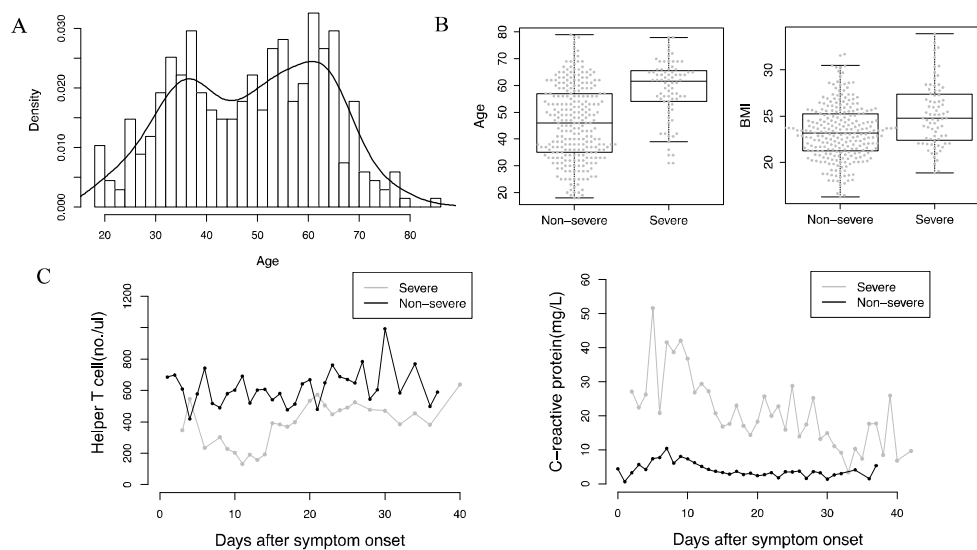 A
Density
0.000
0.010
0.020
0.030
20 30 40 50 60 70 80
Age
B
Age
20
30
40
50
60
70
80
Non−severe Severe
BMI
20
25
30
Non−severe Severe
C
Helper T cell(no./ul)
0
200
400
600
800
1200
Severe
Non−severe
0 10 20 30 40
Days after symptom onset
C−reactive protein(mg/L)
0
10
20
30
40
50
60
Severe
Non−severe
0 10 20 30 40
Days after symptom onset